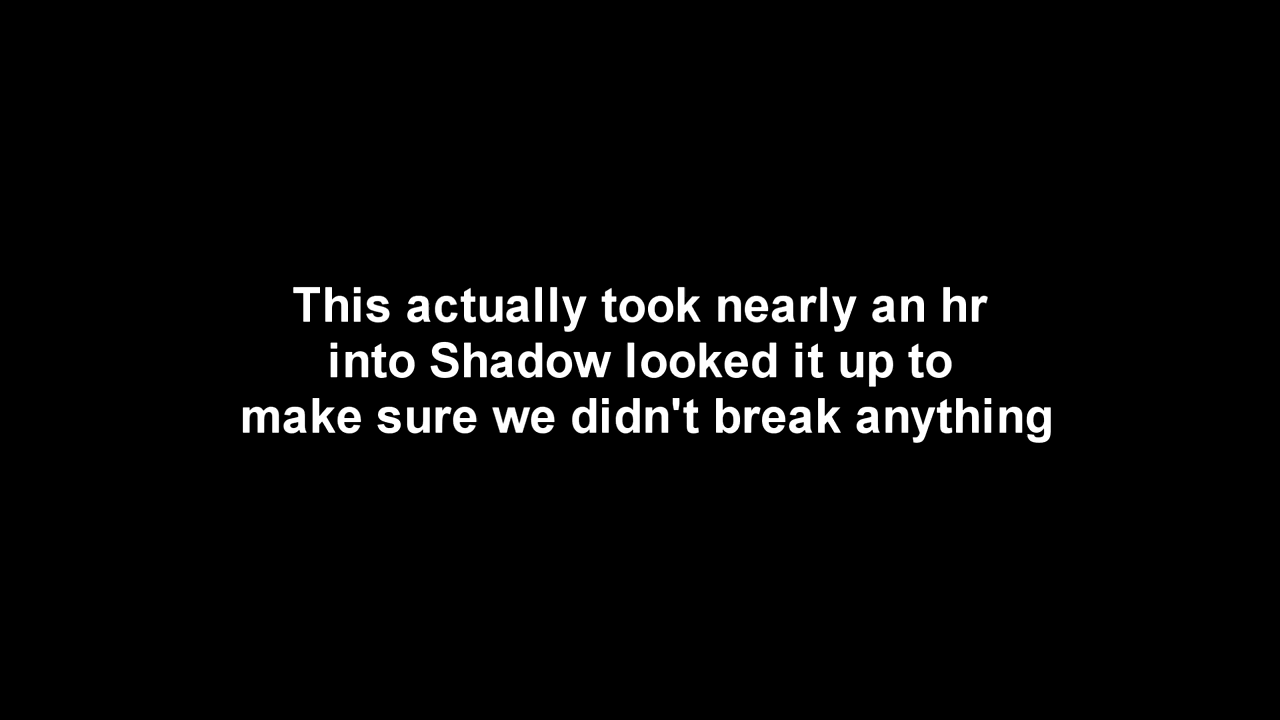 This actually took nearly an hr
into Shadow looked it up to
make sure we didn't break anything